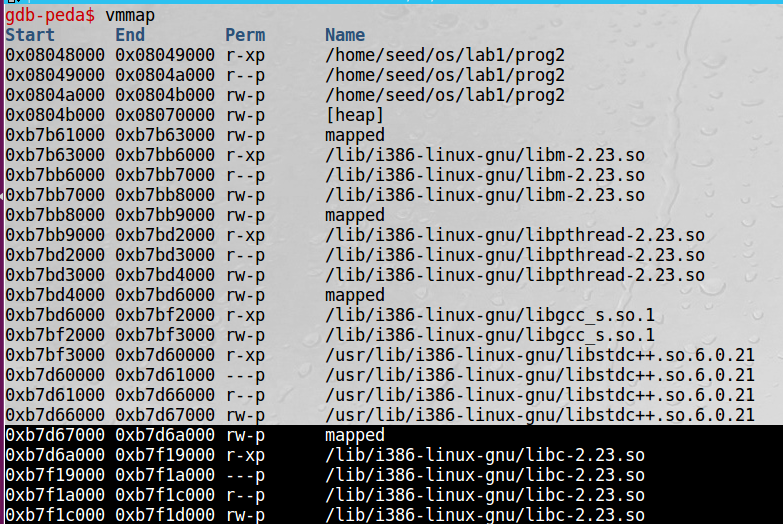 gdb-peda$ vmmap
Start      End        Perm      Name
0x08048000 0x08049000 r-xp      /home/seed/os/lab1/prog2
0x08049000 0x0804a000 r--p      /home/seed/os/lab1/prog2
0x0804a000 0x0804b000 rw-p      /home/seed/os/lab1/prog2
0x0804b000 0x08070000 rw-p      [heap]
0xb7b61000 0xb7b63000 rw-p      mapped
0xb7b63000 0xb7bb6000 r-xp      /lib/i386-linux-gnu/libm-2.23.so
0xb7bb6000 0xb7bb7000 r--p      /lib/i386-linux-gnu/libm-2.23.so
0xb7bb7000 0xb7bb8000 rw-p      /lib/i386-linux-gnu/libm-2.23.so
0xb7bb8000 0xb7bb9000 rw-p      mapped
0xb7bb9000 0xb7bd2000 r-xp      /lib/i386-linux-gnu/libpthread-2.23.so
0xb7bd2000 0xb7bd3000 r--p      /lib/i386-linux-gnu/libpthread-2.23.so
0xb7bd3000 0xb7bd4000 rw-p      /lib/i386-linux-gnu/libpthread-2.23.so
0xb7bd4000 0xb7bd6000 rw-p      mapped
0xb7bd6000 0xb7bf2000 r-xp      /lib/i386-linux-gnu/libgcc_s.so.1
0xb7bf2000 0xb7bf3000 rw-p      /lib/i386-linux-gnu/libgcc_s.so.1
0xb7bf3000 0xb7d60000 r-xp      /usr/lib/i386-linux-gnu/libstdc++.so.6.0.21
0xb7d60000 0xb7d61000 ---p      /usr/lib/i386-linux-gnu/libstdc++.so.6.0.21
0xb7d61000 0xb7d66000 r--p      /usr/lib/i386-linux-gnu/libstdc++.so.6.0.21
0xb7d66000 0xb7d67000 rw-p      /usr/lib/i386-linux-gnu/libstdc++.so.6.0.21
0xb7d67000 0xb7d6a000 rw-p      mapped
0xb7d6a000 0xb7f19000 r-xp      /lib/i386-linux-gnu/libc-2.23.so
0xb7f19000 0xb7f1a000 ---p      /lib/i386-linux-gnu/libc-2.23.so
0xb7f1a000 0xb7f1c000 r--p      /lib/i386-linux-gnu/libc-2.23.so
0xb7f1c000 0xb7f1d000 rw-p      /lib/i386-linux-gnu/libc-2.23.so